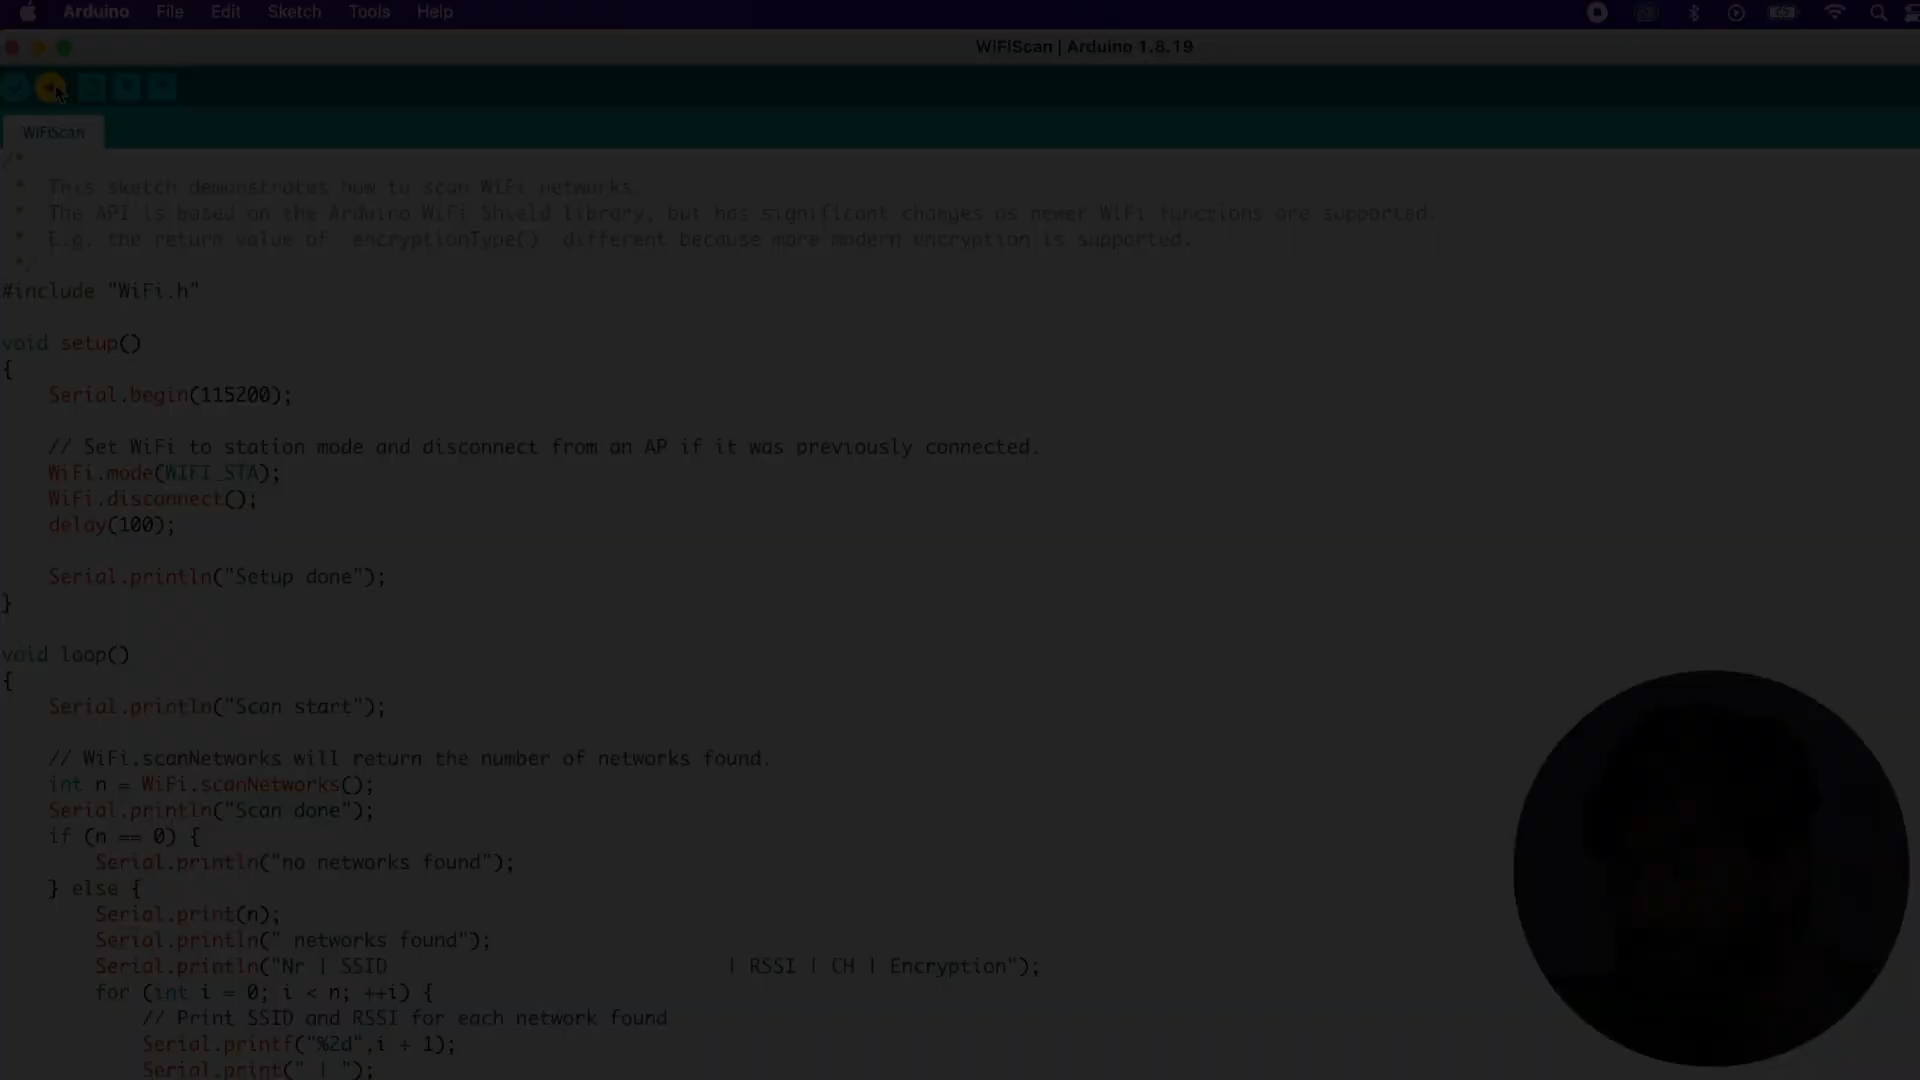 Arduino File Edit Sketch Tools Help
WiFiScan | Arduino 1.8.19
WiFiScan
/*
 *  This sketch demonstrates how to scan WiFi networks.
 *  The API is based on the Arduino WiFi Shield library, but has significant changes as newer WiFi functions are supported.
 *  E.g. the return value of `encryptionType()` different because more modern encryption is supported.
 */
#include "WiFi.h"
void setup()
{
    Serial.begin(115200);
    // Set WiFi to station mode and disconnect from an AP if it was previously connected.
    WiFi.mode(WIFI_STA);
    WiFi.disconnect();
    delay(100);
    Serial.println("Setup done");
}
void loop()
{
    Serial.println("Scan start");
    // WiFi.scanNetworks will return the number of networks found.
    int n = WiFi.scanNetworks();
    Serial.println("Scan done");
    if (n == 0) {
        Serial.println("no networks found");
    } else {
        Serial.print(n);
        Serial.println(" networks found");
        Serial.println("Nr | SSID                             | RSSI | CH | Encryption");
        for (int i = 0; i < n; ++i) {
            // Print SSID and RSSI for each network found
            Serial.printf("%2d",i + 1);
            Serial.print(" | ");